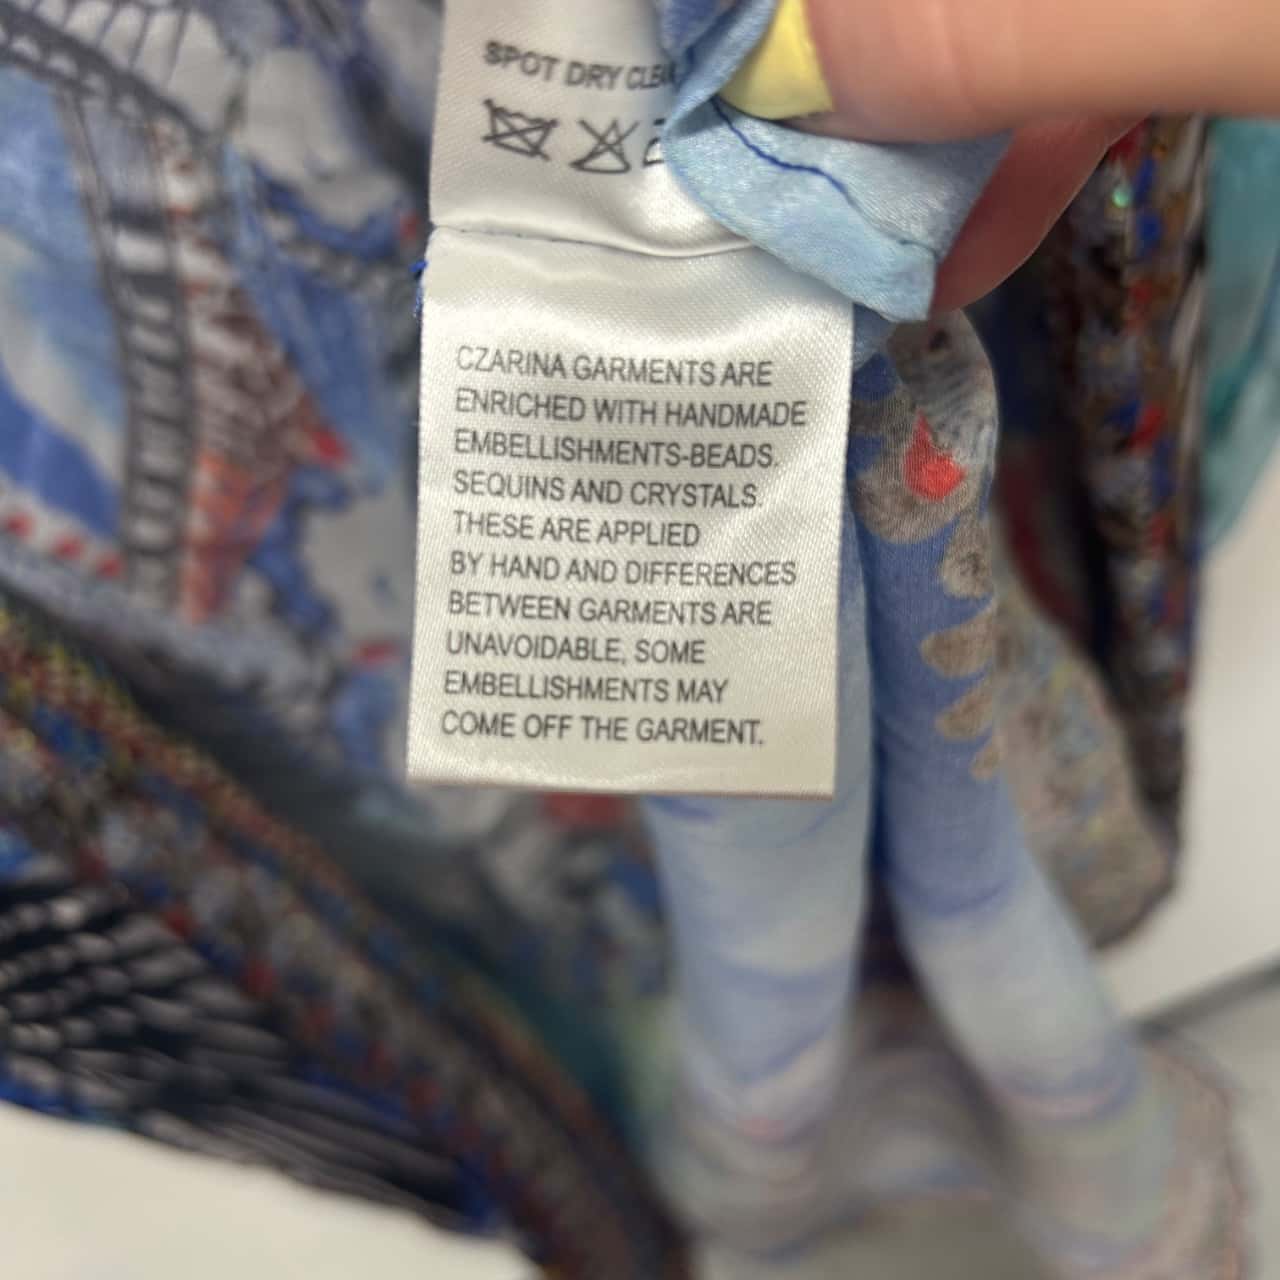 SPOT DRY CLEAN
CZARINA GARMENTS ARE
ENRICHED WITH HANDMADE
EMBELLISHMENTS-BEADS.
SEQUINS AND CRYSTALS.
THESE ARE APPLIED
BY HAND AND DIFFERENCES
BETWEEN GARMENTS ARE
UNAVOIDABLE, SOME
EMBELLISHMENTS MAY
COME OFF THE GARMENT.